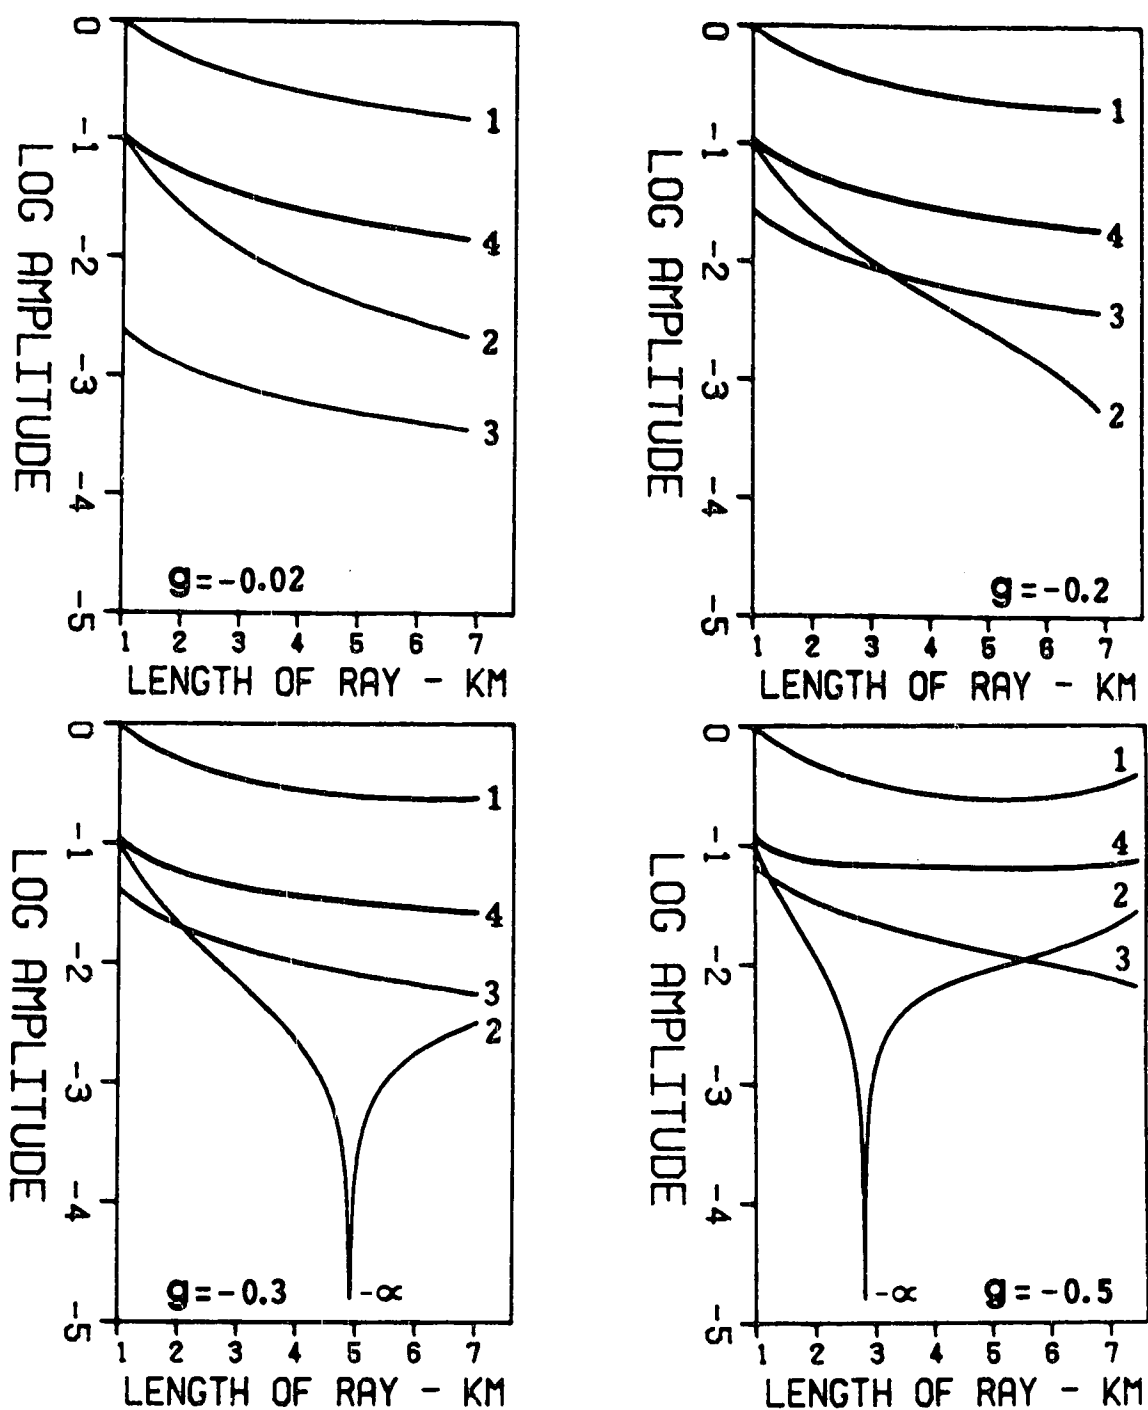 0
-1
-2
-3
-4
-5
LOG AMPLITUDE
1
4
2
3
g=-0.02
1 2 3 4 5 6 7
LENGTH OF RAY - KM
0
-1
-2
-3
-4
-5
LOG AMPLITUDE
1
4
3
2
g=-0.2
1 2 3 4 5 6 7
LENGTH OF RAY - KM
0
-1
-2
-3
-4
-5
LOG AMPLITUDE
1
4
3
2
g=-0.3
-∝
1 2 3 4 5 6 7
LENGTH OF RAY - KM
0
-1
-2
-3
-4
-5
LOG AMPLITUDE
1
4
2
3
-∝
g=-0.5
1 2 3 4 5 6 7
LENGTH OF RAY - KM